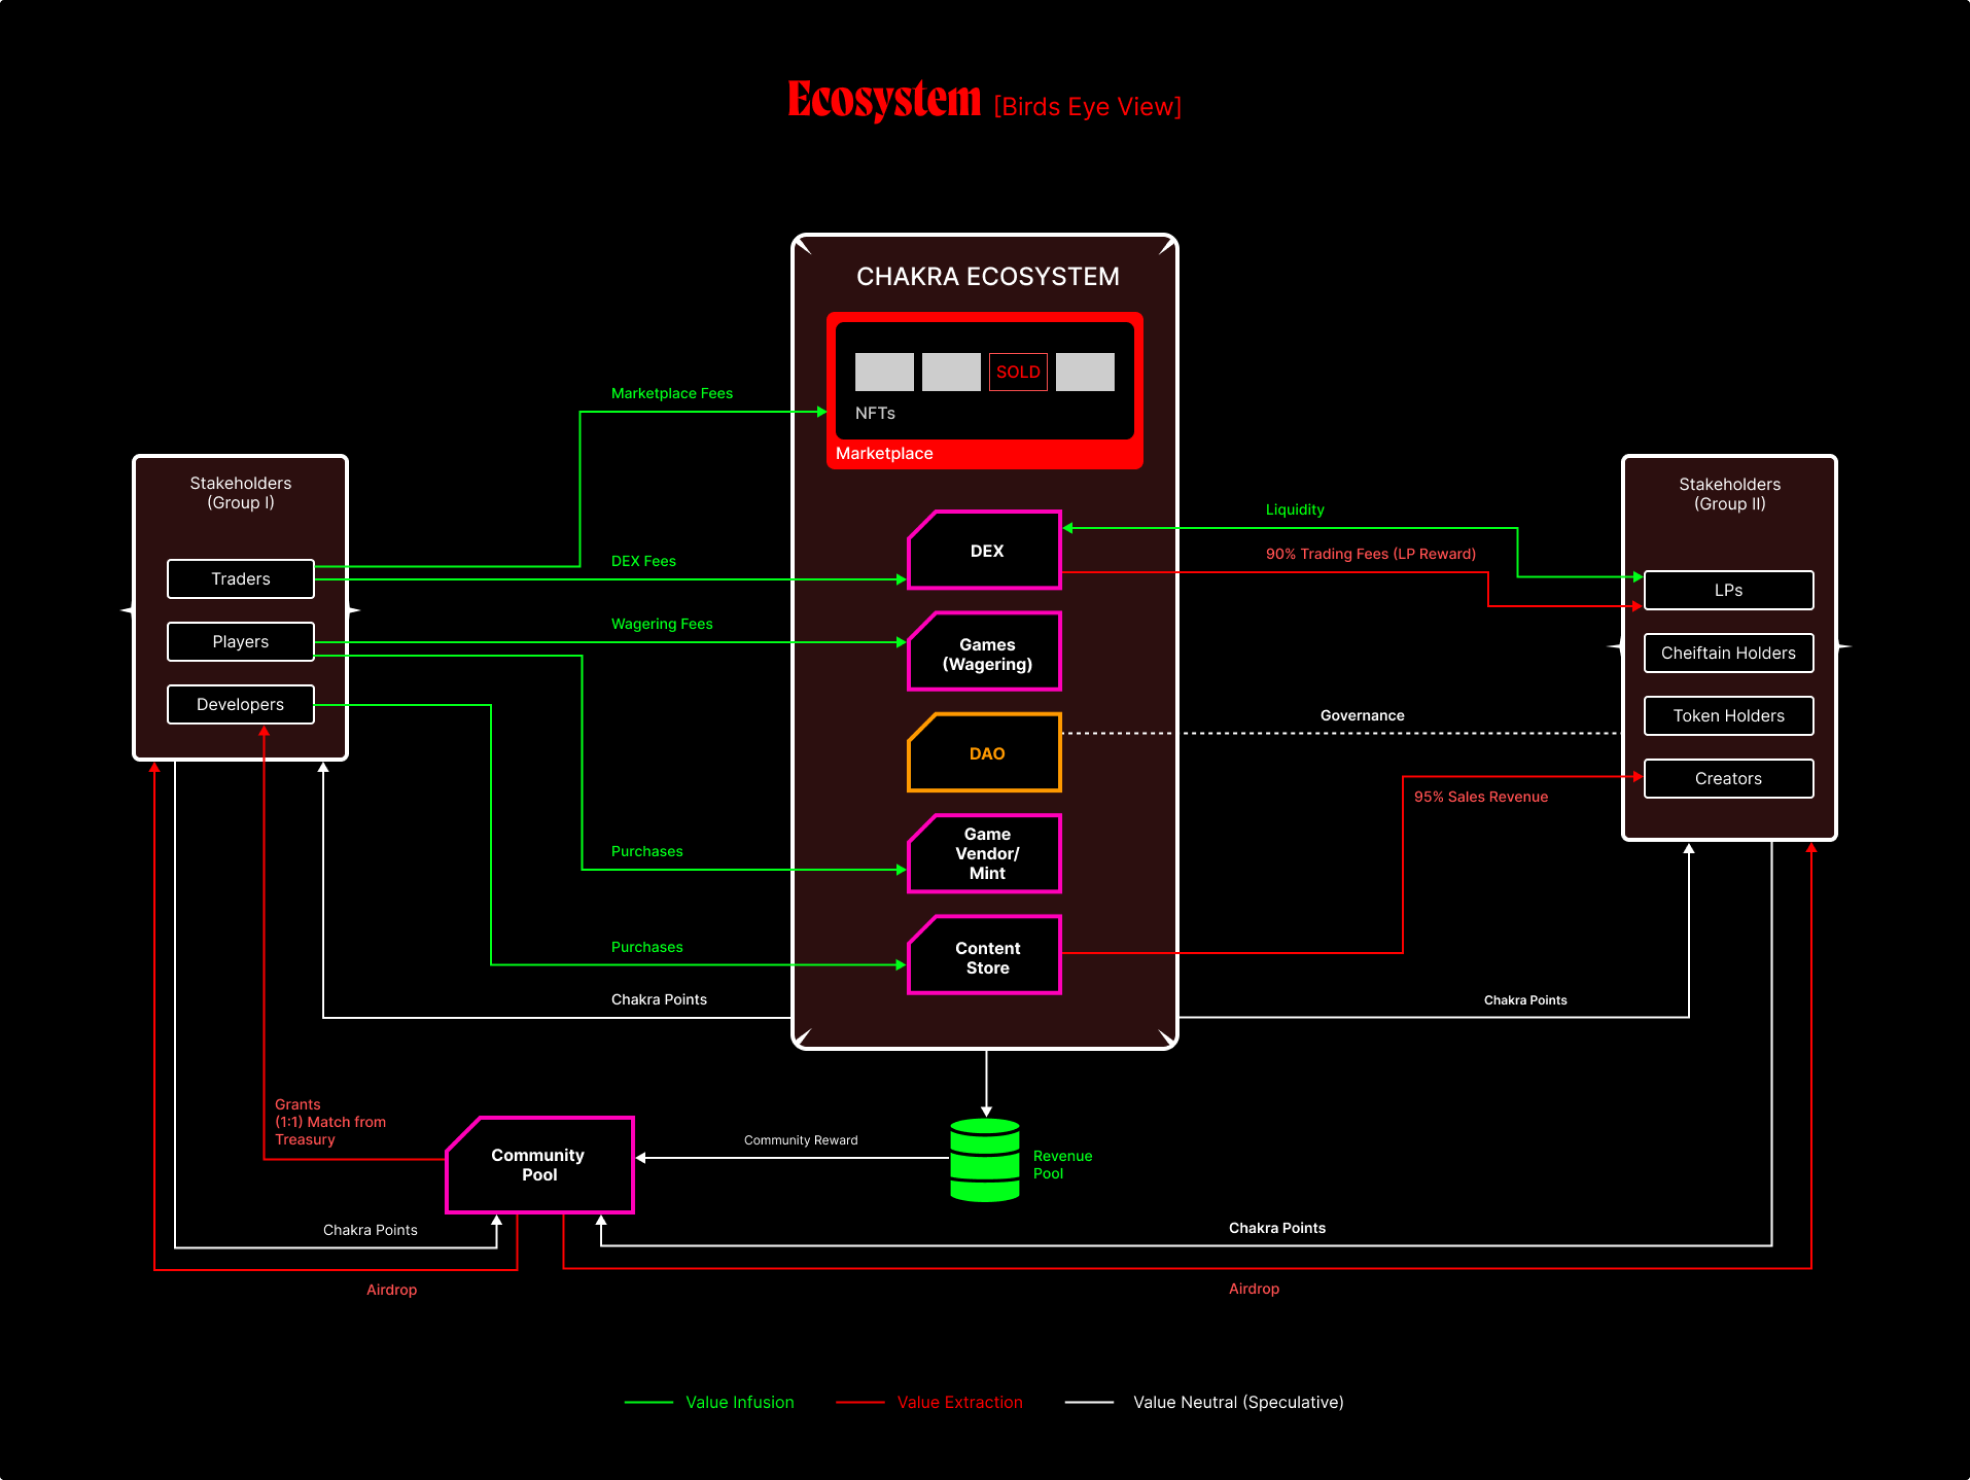 Ecosystem [Birds Eye View]
CHAKRA ECOSYSTEM
SOLD
NFTs
Marketplace
Marketplace Fees
Stakeholders
(Group I)
Traders
Players
Developers
DEX Fees
Wagering Fees
Purchases
Purchases
Chakra Points
DEX
Games
(Wagering)
DAO
Game
Vendor/
Mint
Content
Store
Liquidity
90% Trading Fees (LP Reward)
Governance
95% Sales Revenue
Chakra Points
Stakeholders
(Group II)
LPs
Cheiftain Holders
Token Holders
Creators
Grants
(1:1) Match from
Treasury
Community
Pool
Community Reward
Revenue
Pool
Chakra Points
Chakra Points
Airdrop
Airdrop
Value Infusion
Value Extraction
Value Neutral (Speculative)